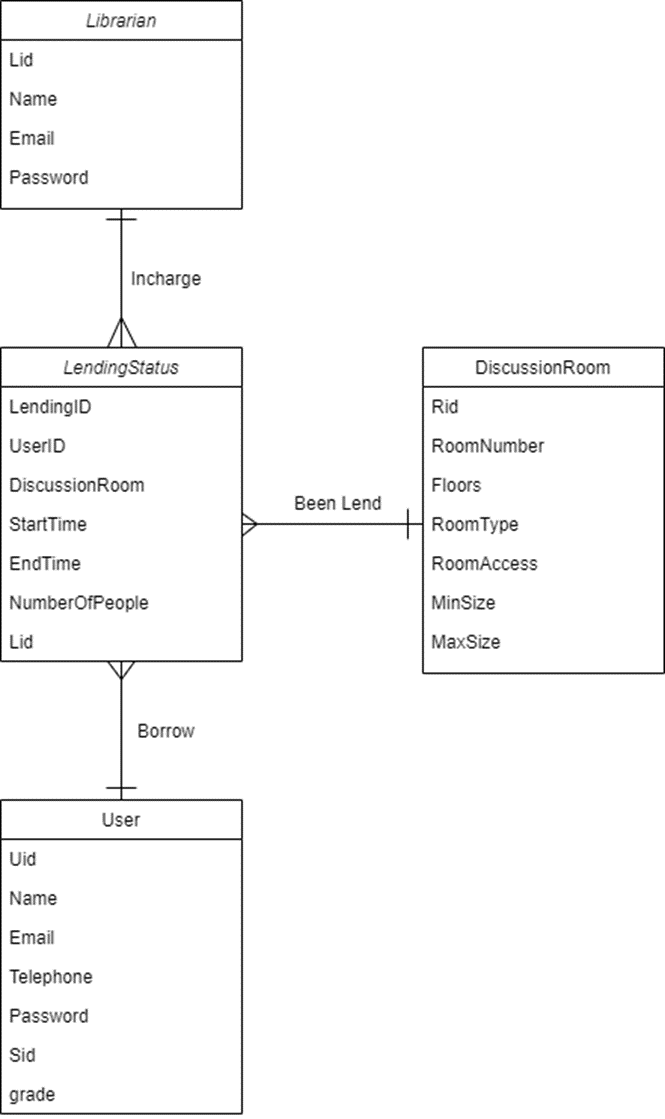 Librarian
Lid
Name
Email
Password
Incharge
LendingStatus
LendingID
UserID
DiscussionRoom
StartTime
EndTime
NumberOfPeople
Lid
Been Lend
DiscussionRoom
Rid
RoomNumber
Floors
RoomType
RoomAccess
MinSize
MaxSize
Borrow
User
Uid
Name
Email
Telephone
Password
Sid
grade